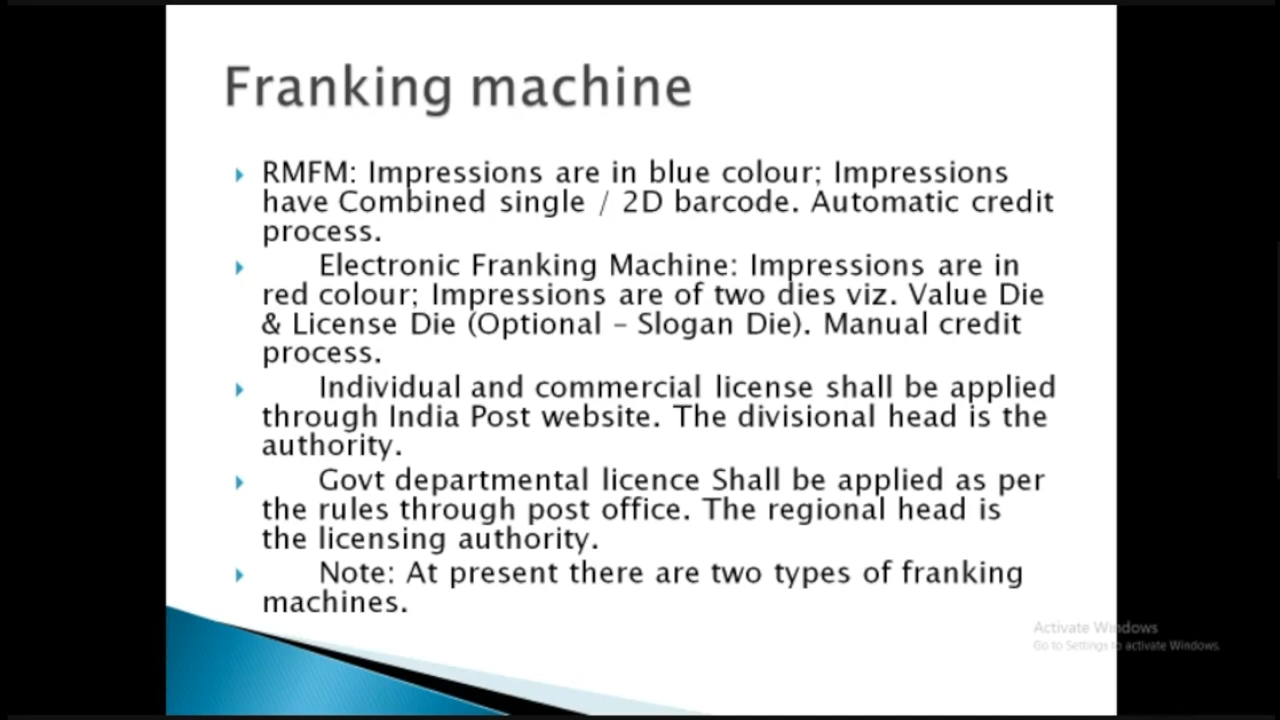 Franking machine
RMFM: Impressions are in blue colour; Impressions
have Combined single / 2D barcode. Automatic credit
process.
Electronic Franking Machine: Impressions are in
red colour; Impressions are of two dies viz. Value Die
& License Die (Optional – Slogan Die). Manual credit
process.
Individual and commercial license shall be applied
through India Post website. The divisional head is the
authority.
Govt departmental licence Shall be applied as per
the rules through post office. The regional head is
the licensing authority.
Note: At present there are two types of franking
machines.
Activate Windows
Go to Settings to activate Windows.